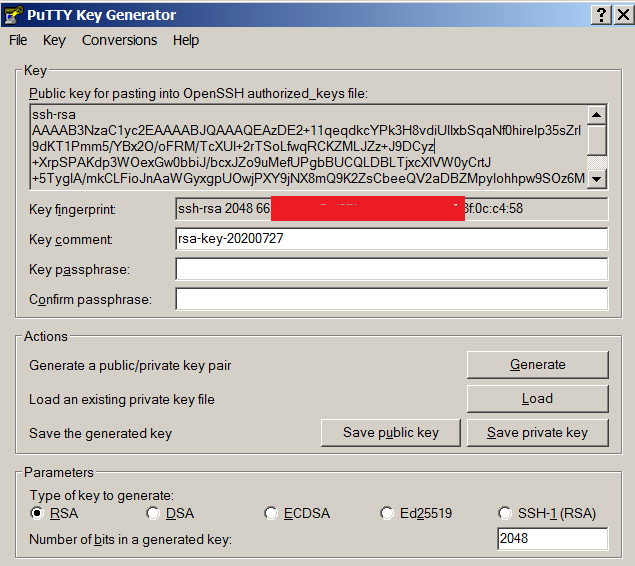 PuTTY Key Generator
File Key Conversions Help
Key
Public key for pasting into OpenSSH authorized_keys file:
ssh-rsa
AAAAB3NzaC1yc2EAAAABJQAAAQEAzDE2+11qeqdkcYPk3H8vdiUllxbSqaNf0hirelp35sZrl
9dKT1Pmm5/YBx2O/oFRM/TcXUl+2rTSoLfwqRCKZMLJZz+J9DCyz
+XrpSPAKdp3WOexGw0bbiJ/bcxJZo9uMefUPgbBUCQLDBLTjxcXlVW0yCrtJ
+5TyglA/mkCLFioJnAaWGyxgpUOwjPXY9jNX8mQ9K2ZsCbeeQV2aDBZMpylohhpw9SOz6M
Key fingerprint: ssh-rsa 2048 66 8f:0c:c4:58
Key comment: rsa-key-20200727
Key passphrase:
Confirm passphrase:
Actions
Generate a public/private key pair Generate
Load an existing private key file Load
Save the generated key Save public key Save private key
Parameters
Type of key to generate:
RSA DSA ECDSA Ed25519 SSH-1 (RSA)
Number of bits in a generated key: 2048